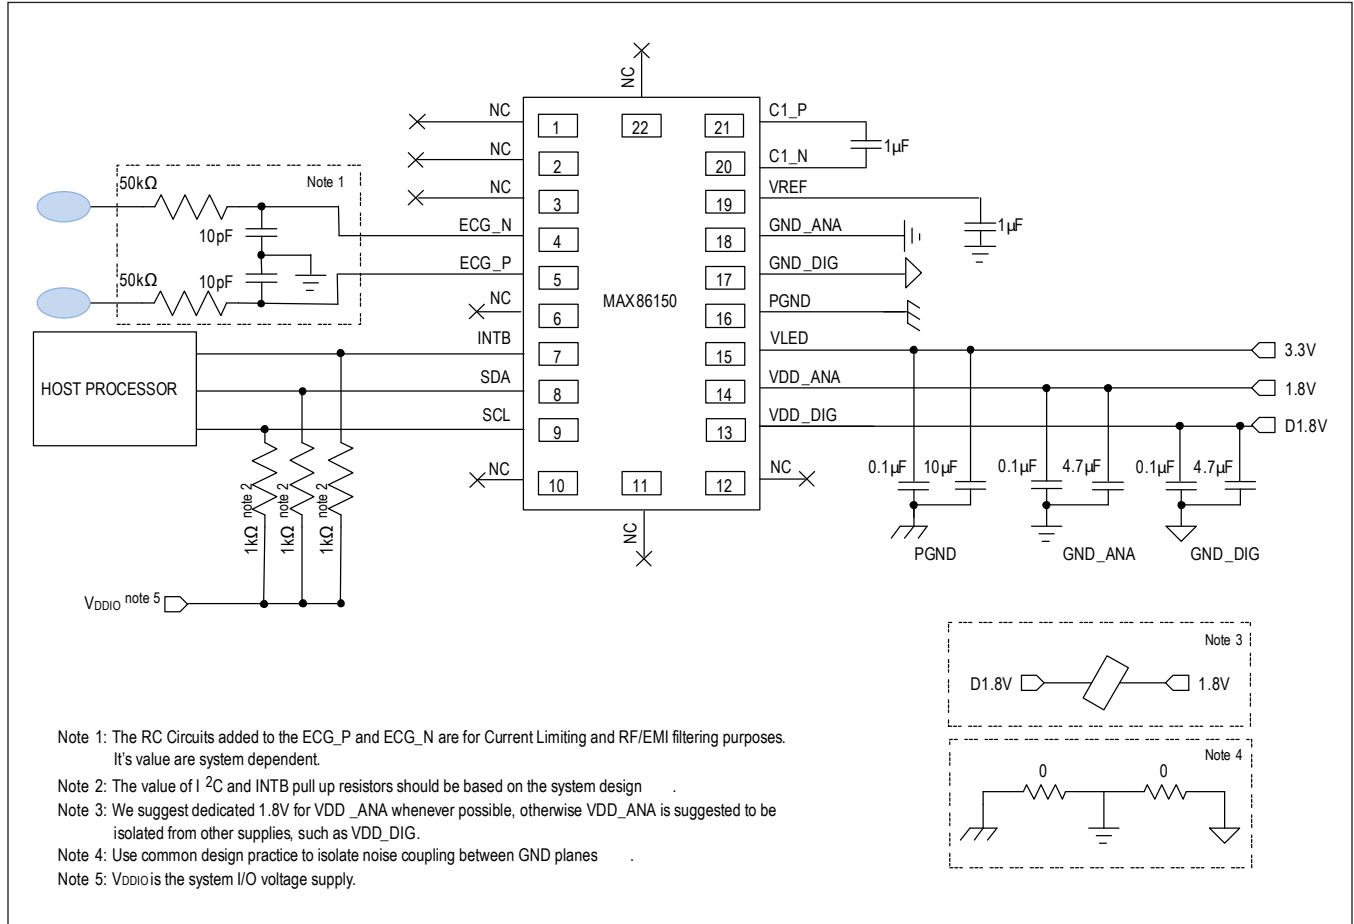 NC
NC
1
22
21
C1_P
1µF
NC
2
20
C1_N
NC
3
19
VREF
1µF
50kΩ
Note 1
10pF
ECG_N
4
18
GND_ANA
50kΩ
10pF
ECG_P
5
17
GND_DIG
MAX86150
NC
6
16
PGND
HOST PROCESSOR
INTB
7
15
VLED
3.3V
SDA
8
14
VDD_ANA
1.8V
SCL
9
13
VDD_DIG
D1.8V
NC
10
11
12
NC
NC
1kΩ note 2
1kΩ note 2
1kΩ note 2
0.1µF
10µF
0.1µF
4.7µF
0.1µF
4.7µF
PGND
GND_ANA
GND_DIG
VDDIO note 5
Note 3
D1.8V
1.8V
Note 4
0
0
Note 1: The RC Circuits added to the ECG_P and ECG_N are for Current Limiting and RF/EMI filtering purposes.
It's value are system dependent.
Note 2: The value of I 2C and INTB pull up resistors should be based on the system design .
Note 3: We suggest dedicated 1.8V for VDD _ANA whenever possible, otherwise VDD_ANA is suggested to be
isolated from other supplies, such as VDD_DIG.
Note 4: Use common design practice to isolate noise coupling between GND planes .
Note 5: VDDIO is the system I/O voltage supply.